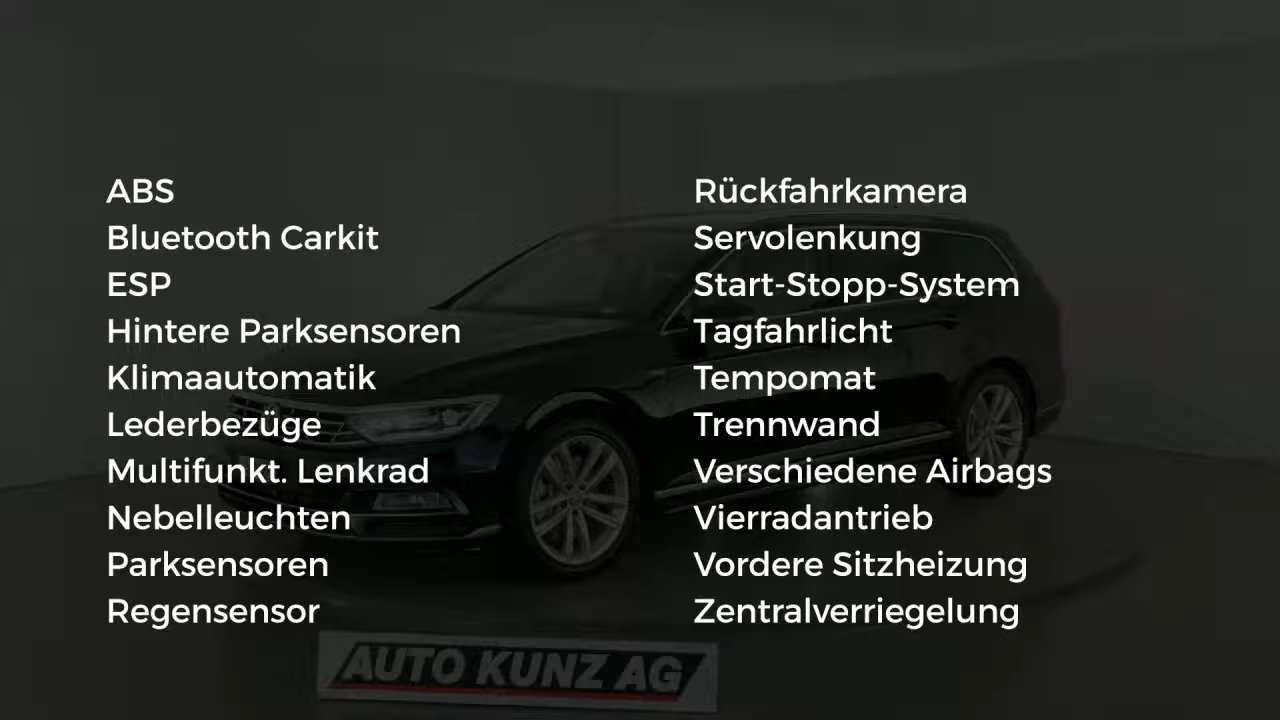 ABS
Bluetooth Carkit
ESP
Hintere Parksensoren
Klimaautomatik
Lederbezüge
Multifunkt. Lenkrad
Nebelleuchten
Parksensoren
Regensensor
Rückfahrkamera
Servolenkung
Start-Stopp-System
Tagfahrlicht
Tempomat
Trennwand
Verschiedene Airbags
Vierradantrieb
Vordere Sitzheizung
Zentralverriegelung
AUTO KUNZ AG